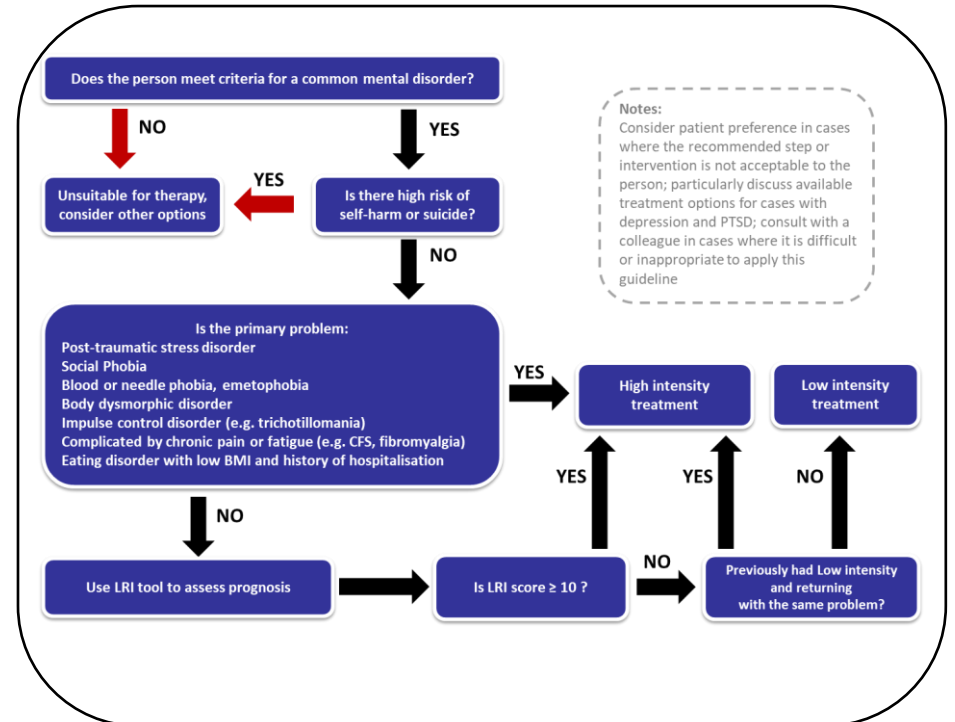 Does the person meet criteria for a common mental disorder?
NO
YES
Notes:
Consider patient preference in cases
where the recommended step or
intervention is not acceptable to the
person; particularly discuss available
treatment options for cases with
depression and PTSD; consult with a
colleague in cases where it is difficult
or inappropriate to apply this
guideline
Unsuitable for therapy,
consider other options
YES
Is there high risk of
self-harm or suicide?
NO
Is the primary problem:
Post-traumatic stress disorder
Social Phobia
Blood or needle phobia, emetophobia
Body dysmorphic disorder
Impulse control disorder (e.g. trichotillomania)
Complicated by chronic pain or fatigue (e.g. CFS, fibromyalgia)
Eating disorder with low BMI and history of hospitalisation
YES
High intensity
treatment
Low intensity
treatment
YES
YES
NO
NO
Use LRI tool to assess prognosis
Is LRI score ≥ 10 ?
NO
Previously had Low intensity
and returning
with the same problem?